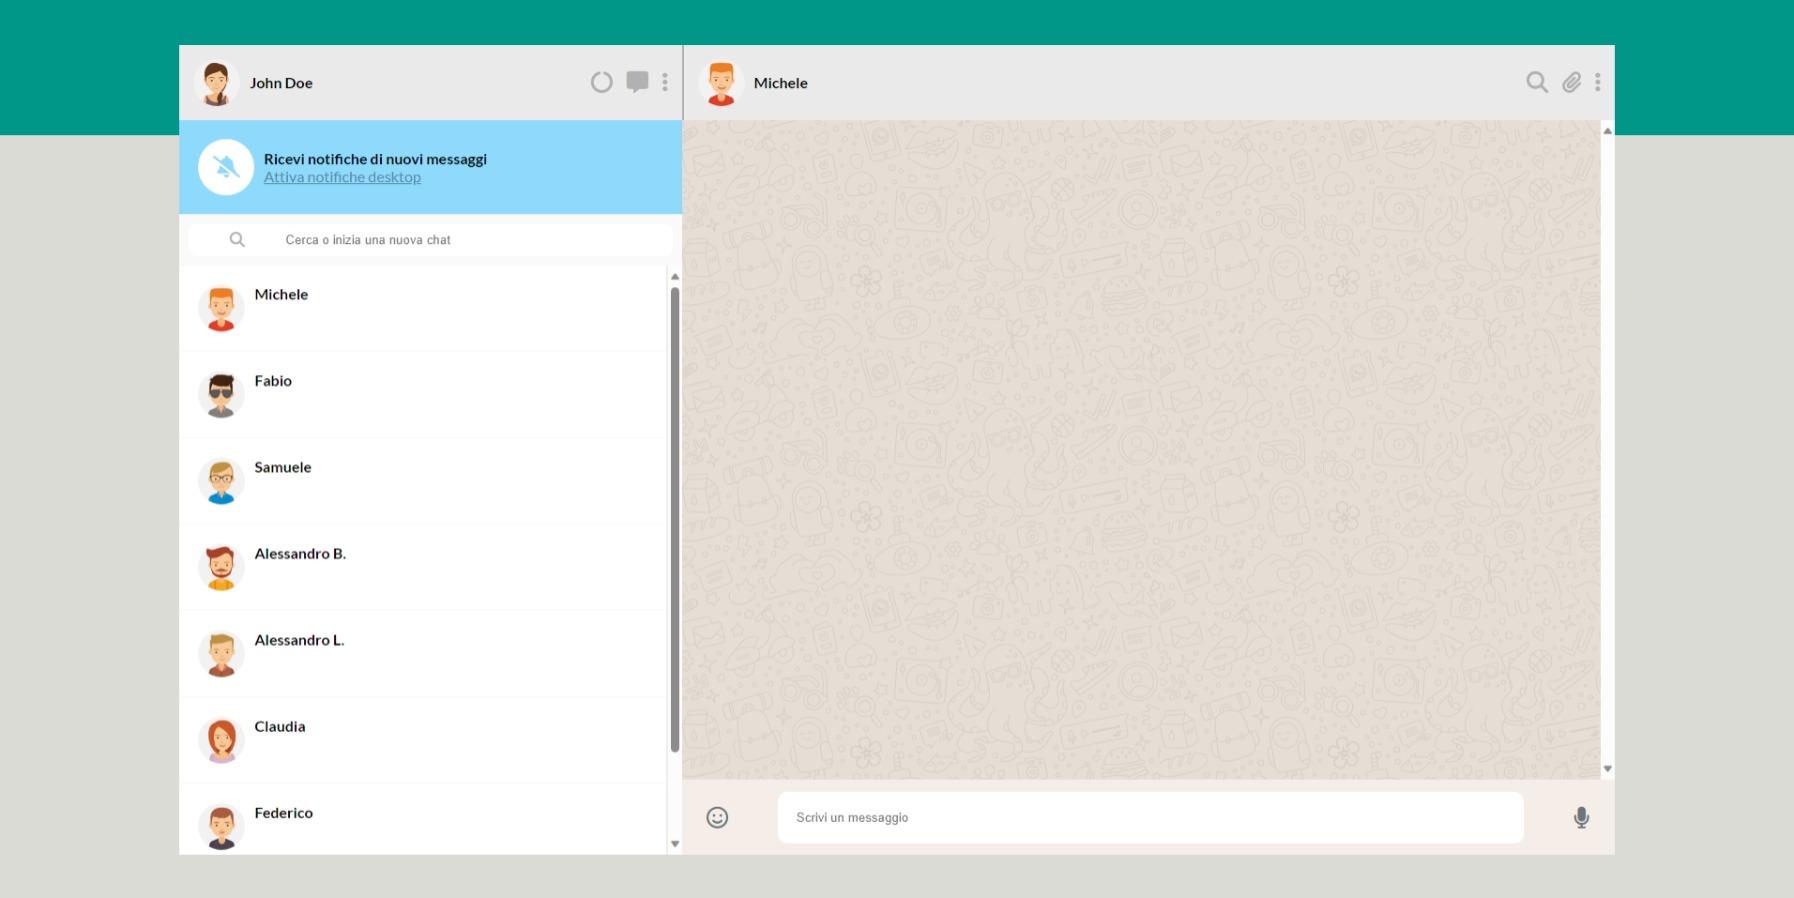 John Doe
Michele
Ricevi notifiche di nuovi messaggi
Attiva notifiche desktop
Cerca o inizia una nuova chat
Michele
Fabio
Samuele
Alessandro B.
Alessandro L.
Claudia
Federico
Scrivi un messaggio